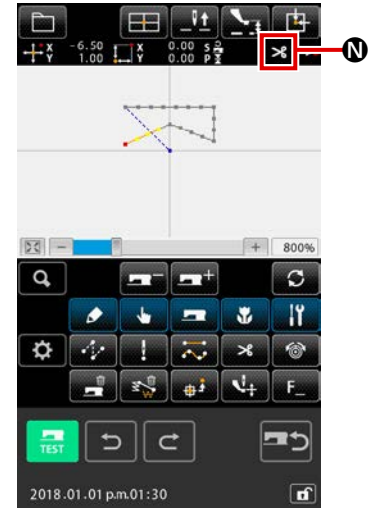 X -6.50 X 0.00 S
Y 1.00 Y 0.00 P
N
800%
W
F_
TEST
2018.01.01 p.m.01:30